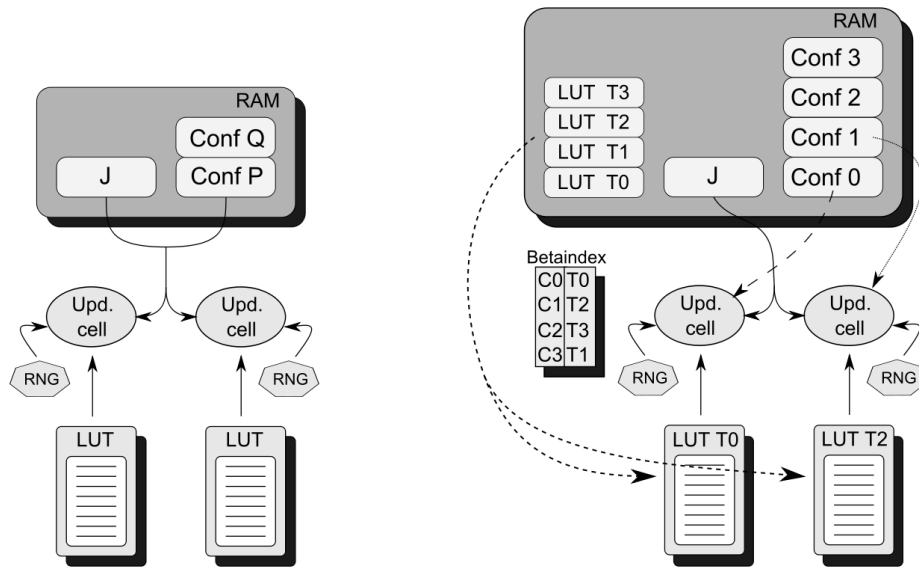 RAM
Conf Q
J
Conf P
Upd.
cell
Upd.
cell
RNG
RNG
LUT
LUT
RAM
Conf 3
LUT T3
Conf 2
LUT T2
Conf 1
LUT T1
J
Conf 0
LUT T0
Betaindex
C0 T0
C1 T2
C2 T3
C3 T1
Upd.
cell
Upd.
cell
RNG
RNG
LUT T0
LUT T2